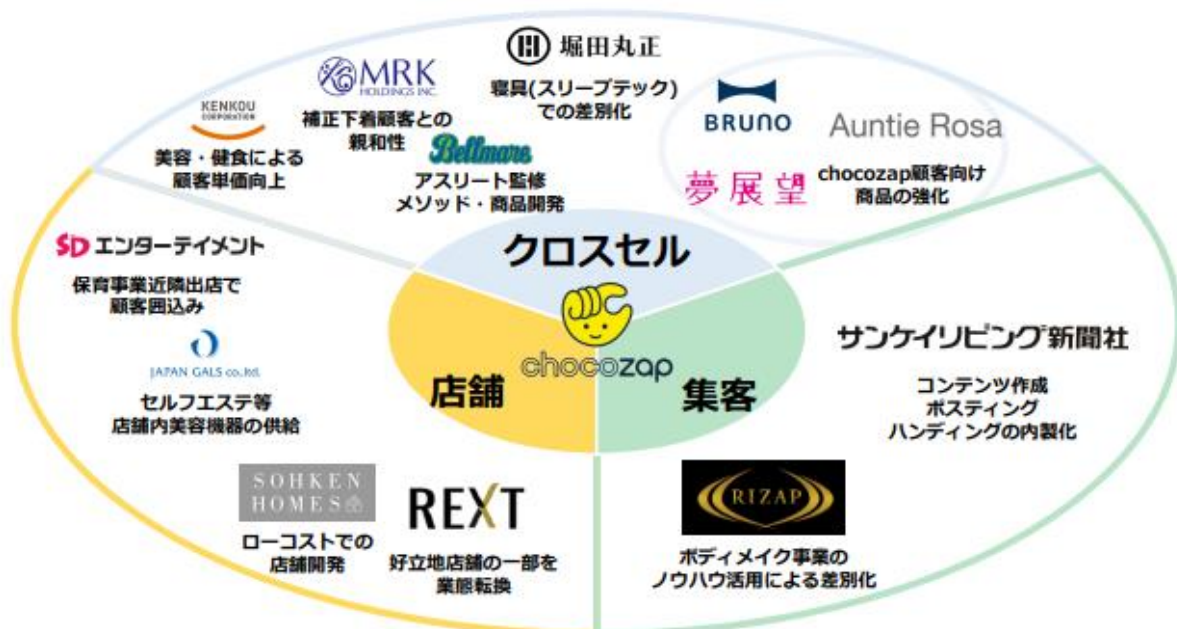 堀田丸正
寝具(スリープテック)
での差別化
MRK
HOLDINGS INC.
補正下着顧客との
親和性
KENKOU
CORPORATION
美容・健食による
顧客単価向上
Bellmare
アスリート監修
メソッド・商品開発
BRUNO
Auntie Rosa
夢展望
chocozap顧客向け
商品の強化
クロスセル
SDエンターテイメント
保育事業近隣出店で
顧客囲込み
JAPAN GALS co.,ltd.
セルフエステ等
店舗内美容機器の供給
chocozap
店舗
集客
サンケイリビング新聞社
コンテンツ作成
ポスティング
ハンディングの内製化
SOHKEN
HOMES
ローコストでの
店舗開発
REXT
好立地店舗の一部を
業態転換
RIZAP
ボディメイク事業の
ノウハウ活用による差別化